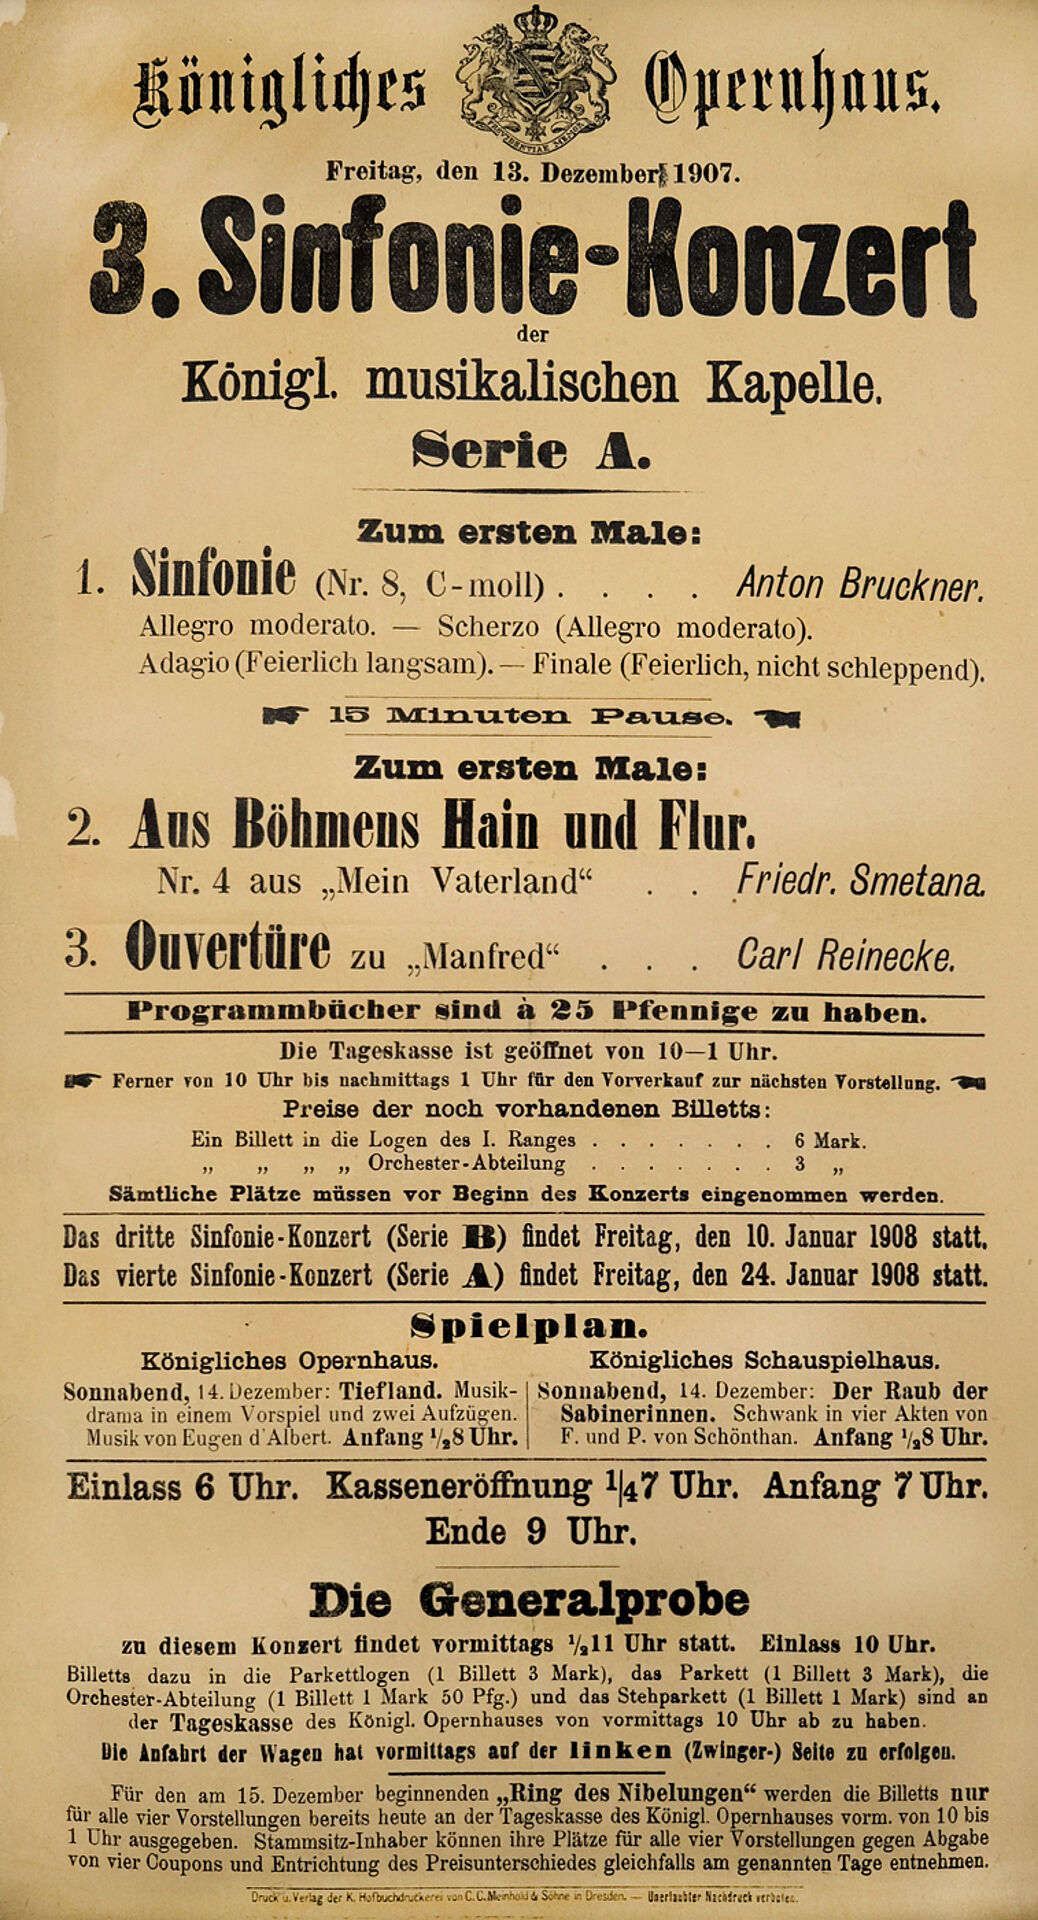 Königliches Opernhaus.
PROVIDENTIAE MEMOR
Freitag, den 13. Dezember 1907.
3. Sinfonie-Konzert
der
Königl. musikalischen Kapelle.
Serie A.
Zum ersten Male:
1. Sinfonie (Nr. 8, C-moll) . . . . Anton Bruckner.
Allegro moderato. — Scherzo (Allegro moderato).
Adagio (Feierlich langsam). — Finale (Feierlich, nicht schleppend).
15 Minuten Pause.
Zum ersten Male:
2. Aus Böhmens Hain und Flur.
Nr. 4 aus „Mein Vaterland“ . . Friedr. Smetana.
3. Ouvertüre zu „Manfred“ . . . Carl Reinecke.
Programmbücher sind à 25 Pfennige zu haben.
Die Tageskasse ist geöffnet von 10—1 Uhr.
Ferner von 10 Uhr bis nachmittags 1 Uhr für den Vorverkauf zur nächsten Vorstellung.
Preise der noch vorhandenen Billetts:
Ein Billett in die Logen des I. Ranges . . . . . . . 6 Mark.
„ „ „ „ Orchester-Abteilung . . . . . . . 3 „
Sämtliche Plätze müssen vor Beginn des Konzerts eingenommen werden.
Das dritte Sinfonie-Konzert (Serie B) findet Freitag, den 10. Januar 1908 statt.
Das vierte Sinfonie-Konzert (Serie A) findet Freitag, den 24. Januar 1908 statt.
Spielplan.
Königliches Opernhaus.
Sonnabend, 14. Dezember: Tiefland. Musik-
drama in einem Vorspiel und zwei Aufzügen.
Musik von Eugen d'Albert. Anfang ½8 Uhr.
Königliches Schauspielhaus.
Sonnabend, 14. Dezember: Der Raub der
Sabinerinnen. Schwank in vier Akten von
F. und P. von Schönthan. Anfang ½8 Uhr.
Einlass 6 Uhr. Kasseneröffnung ¼7 Uhr. Anfang 7 Uhr.
Ende 9 Uhr.
Die Generalprobe
zu diesem Konzert findet vormittags ½11 Uhr statt. Einlass 10 Uhr.
Billetts dazu in die Parkettlogen (1 Billett 3 Mark), das Parkett (1 Billett 3 Mark), die
Orchester-Abteilung (1 Billett 1 Mark 50 Pfg.) und das Stehparkett (1 Billett 1 Mark) sind an
der Tageskasse des Königl. Opernhauses von vormittags 10 Uhr ab zu haben.
Die Anfahrt der Wagen hat vormittags auf der linken (Zwinger-) Seite zu erfolgen.
Für den am 15. Dezember beginnenden „Ring des Nibelungen“ werden die Billetts nur
für alle vier Vorstellungen bereits heute an der Tageskasse des Königl. Opernhauses vorm. von 10 bis
1 Uhr ausgegeben. Stammsitz-Inhaber können ihre Plätze für alle vier Vorstellungen gegen Abgabe
von vier Coupons und Entrichtung des Preisunterschiedes gleichfalls am genannten Tage entnehmen.
Druck u. Verlag der K. Hofbuchdruckerei von C. C. Meinhold & Söhne in Dresden. — Unerlaubter Nachdruck verboten.